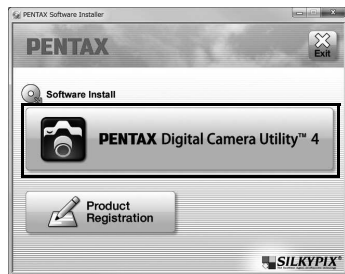 PENTAX Software Installer
PENTAX
Exit
Software Install
PENTAX Digital Camera Utility™ 4
Product
Registration
SILKYPIX®